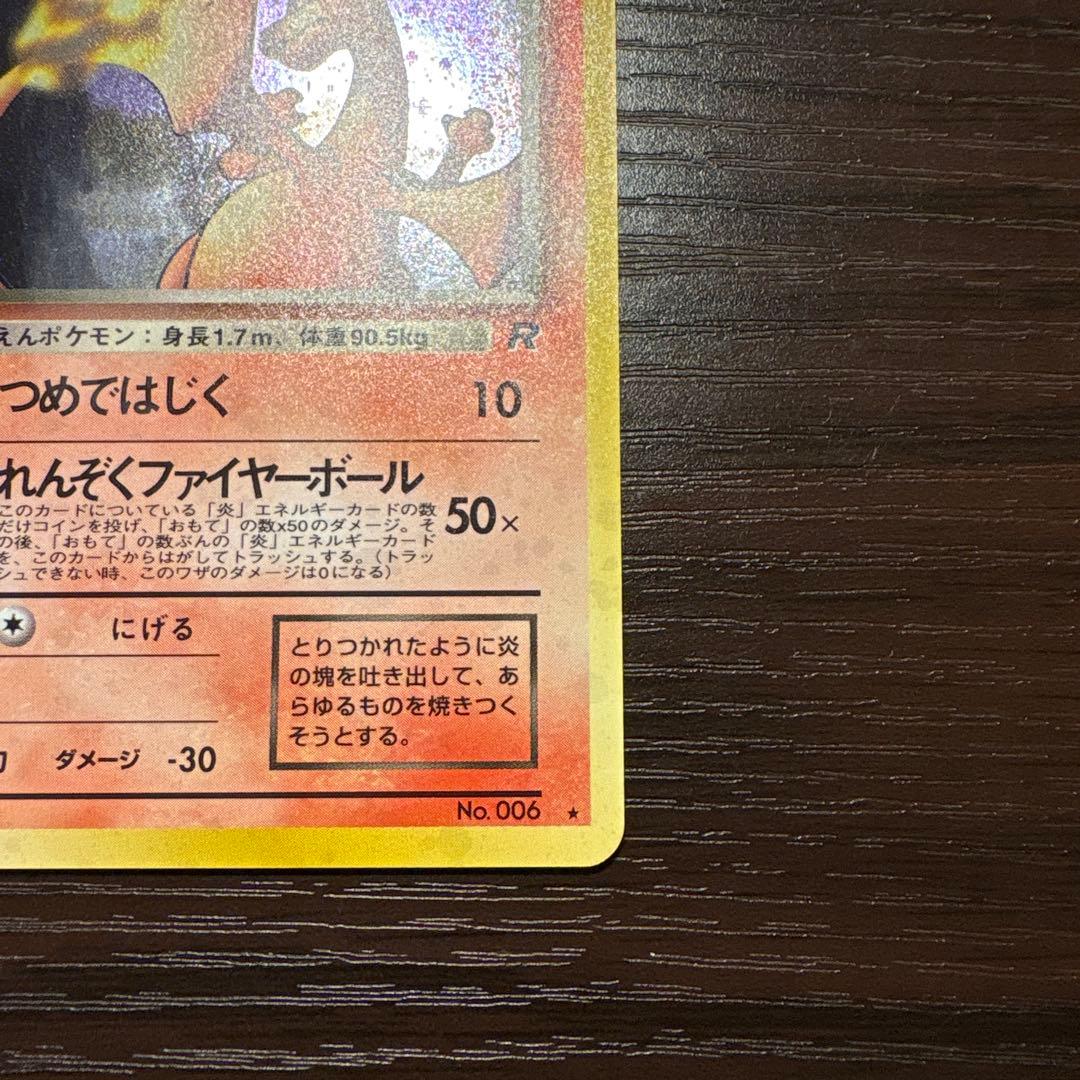 えんポケモン：身長1.7m、体重90.5kg
R
つめではじく 10
れんぞくファイヤーボール
50×
このカードについている「炎」エネルギーカードの数
だけコインを投げ、「おもて」の数x50のダメージ。そ
の後、「おもて」の数ぶんの「炎」エネルギーカード
を、このカードからはがしてトラッシュする。（トラッ
シュできない時、このワザのダメージは0になる）
にげる
とりつかれたように炎
の塊を吐き出して、あ
らゆるものを焼きつく
そうとする。
ダメージ -30
No. 006 ★